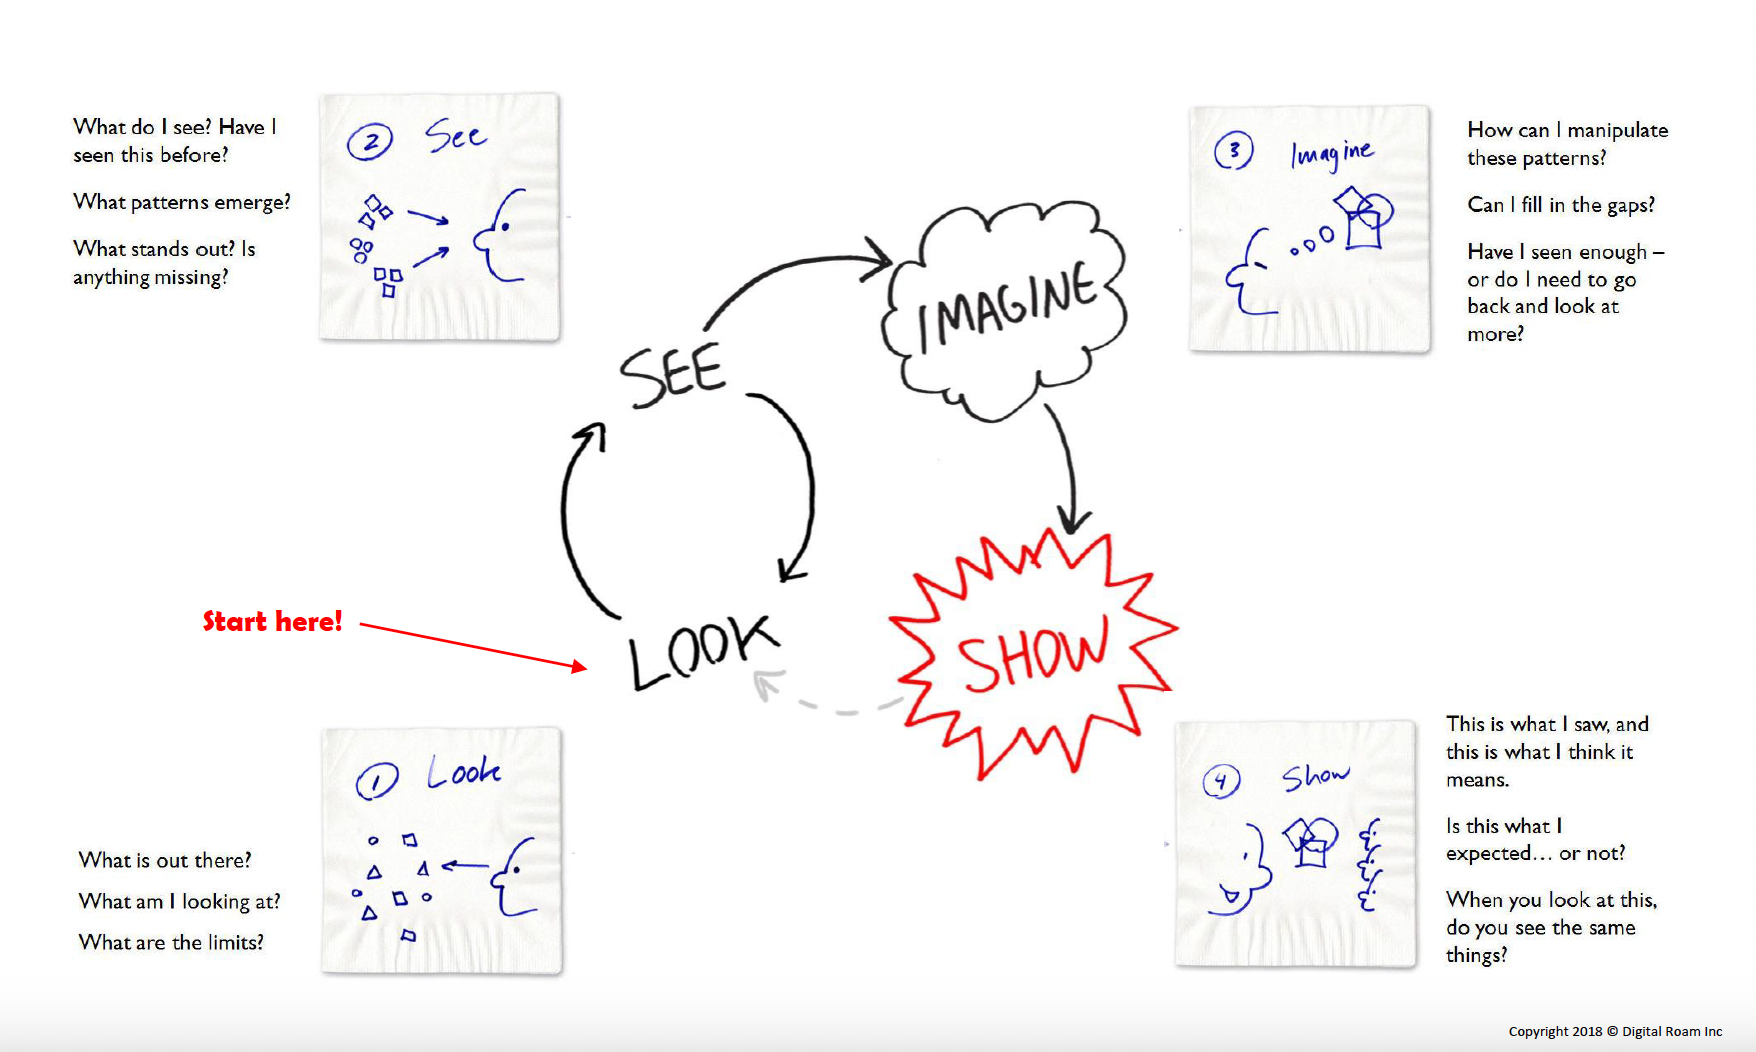 What do I see? Have I
seen this before?
What patterns emerge?
What stands out? Is
anything missing?
2 See
3 Imagine
How can I manipulate
these patterns?
Can I fill in the gaps?
Have I seen enough –
or do I need to go
back and look at
more?
IMAGINE
SEE
Start here!
LOOK
SHOW
1 Look
What is out there?
What am I looking at?
What are the limits?
4 Show
This is what I saw, and
this is what I think it
means.
Is this what I
expected... or not?
When you look at this,
do you see the same
things?
Copyright 2018 © Digital Roam Inc